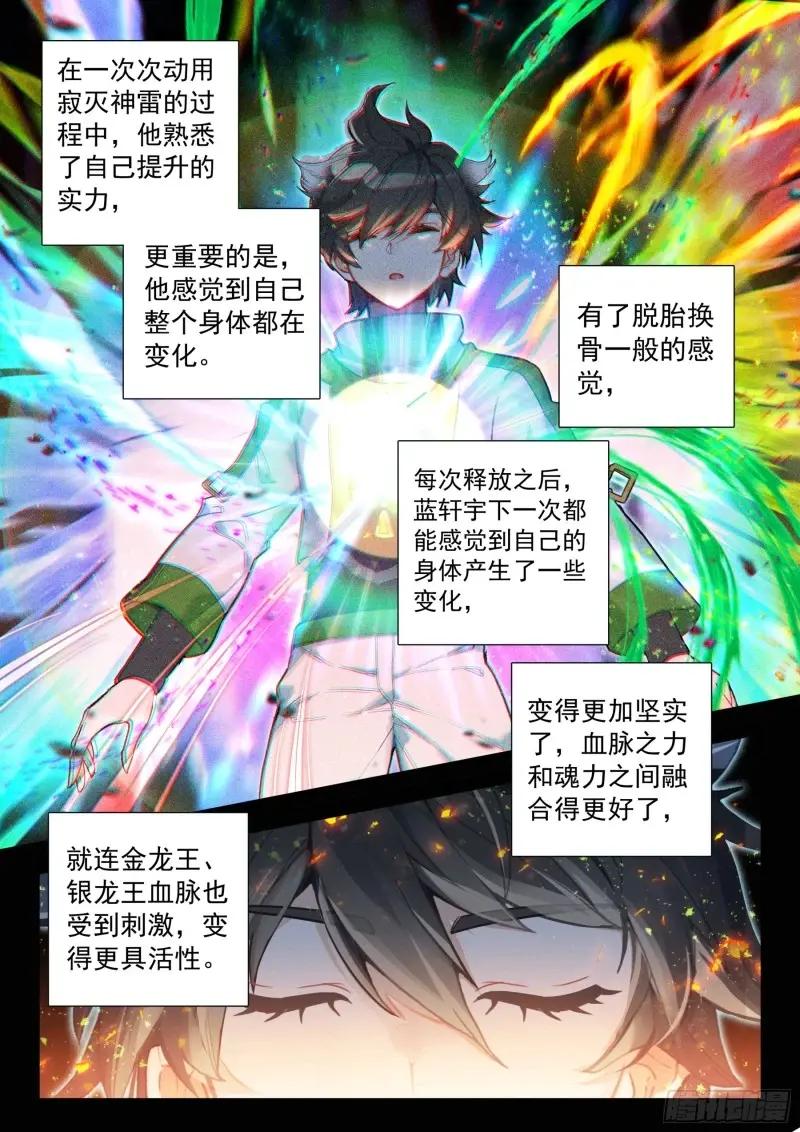 在一次次动用
寂灭神雷的过
程中，他熟悉
了自己提升的
实力，
更重要的是，
他感觉到自己
整个身体都在
变化。
有了脱胎换
骨一般的感
觉，
每次释放之后，
蓝轩宇下一次都
能感觉到自己的
身体产生了一些
变化，
变得更加坚实
了，血脉之力
和魂力之间融
合得更好了，
就连金龙王、
银龙王血脉也
受到刺激，变
得更具活性。
腾讯动漫